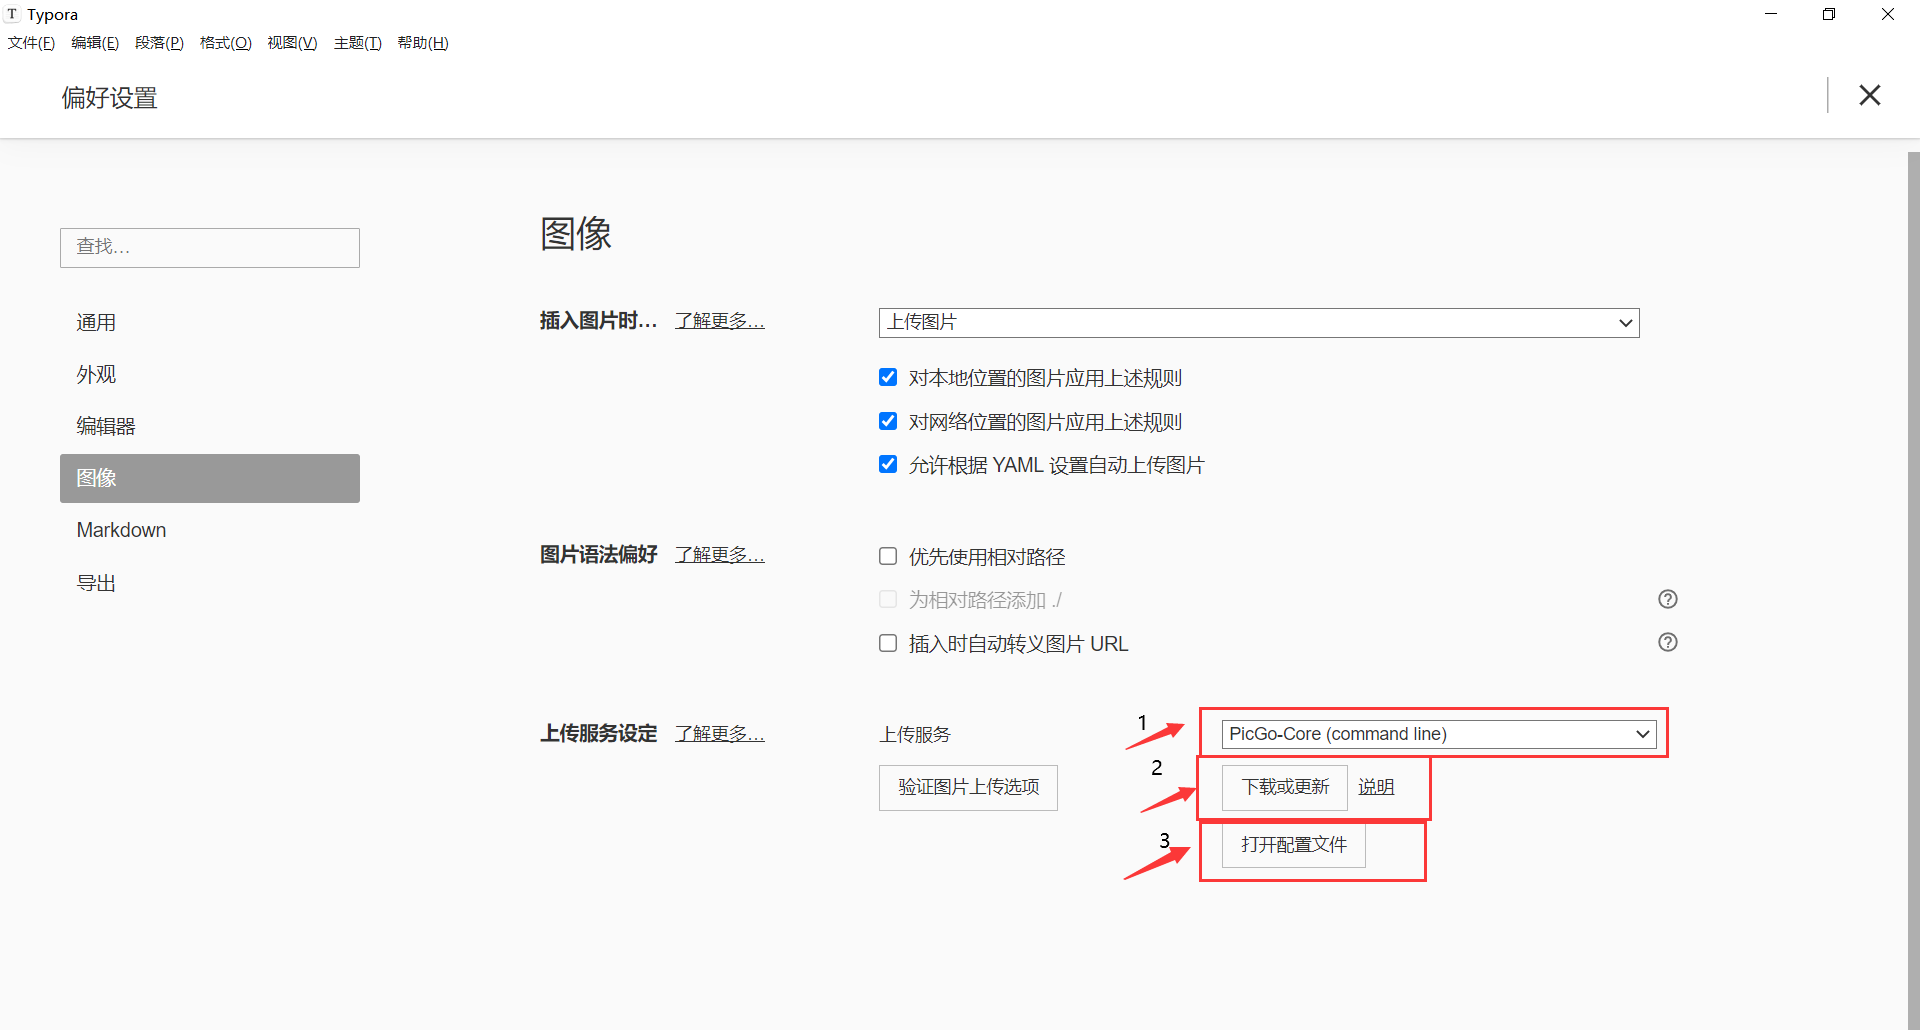 T Typora
文件(F) 编辑(E) 段落(P) 格式(O) 视图(V) 主题(T) 帮助(H)
偏好设置
查找…
通用
外观
编辑器
图像
Markdown
导出
图像
插入图片时… 了解更多… 上传图片
对本地位置的图片应用上述规则
对网络位置的图片应用上述规则
允许根据 YAML 设置自动上传图片
图片语法偏好 了解更多… 优先使用相对路径
为相对路径添加 ./ ?
插入时自动转义图片 URL ?
上传服务设定 了解更多… 上传服务 1 PicGo-Core (command line)
验证图片上传选项 2 下载或更新 说明
3 打开配置文件